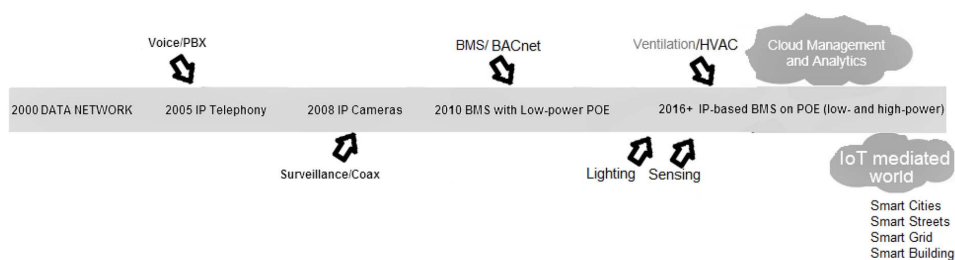 Voice/PBX
BMS/ BACnet
Ventilation/HVAC
Cloud Management
and Analytics
2000 DATA NETWORK
2005 IP Telephony
2008 IP Cameras
2010 BMS with Low-power POE
2016+ IP-based BMS on POE (low- and high-power)
Surveillance/Coax
Lighting
Sensing
IoT mediated
world
Smart Cities
Smart Streets
Smart Grid
Smart Building